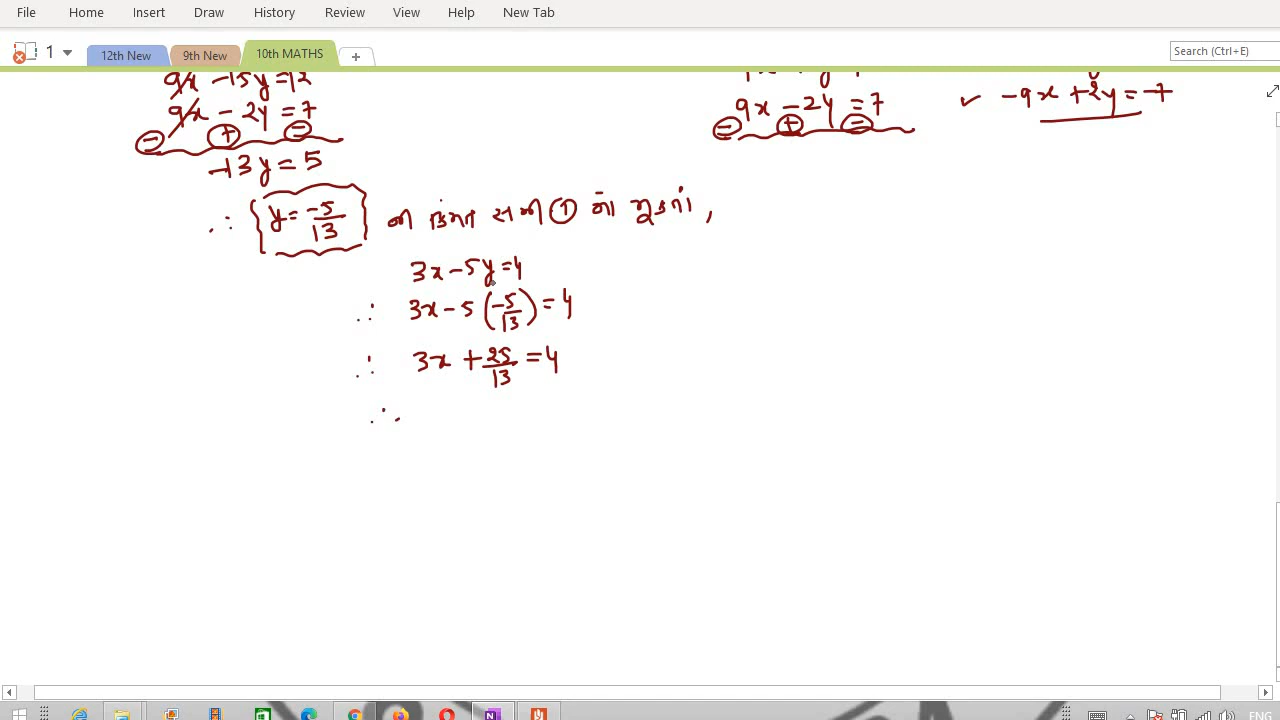 File Home Insert Draw History Review View Help New Tab
1 12th New 9th New 10th MATHS + Search (Ctrl+E)
9x - 15y = 12
9x - 2y = 7
⊖ ⊕ ⊖
-13y = 5
∴ y = -5/13 ની કિંમત સમી ① માં મૂકતાં,
3x - 5y = 4
∴ 3x - 5 (-5/13) = 4
∴ 3x + 25/13 = 4
∴
9x - 2y = 7
⊖ ⊕ ⊖
✓ -9x + 2y = -7
ENG